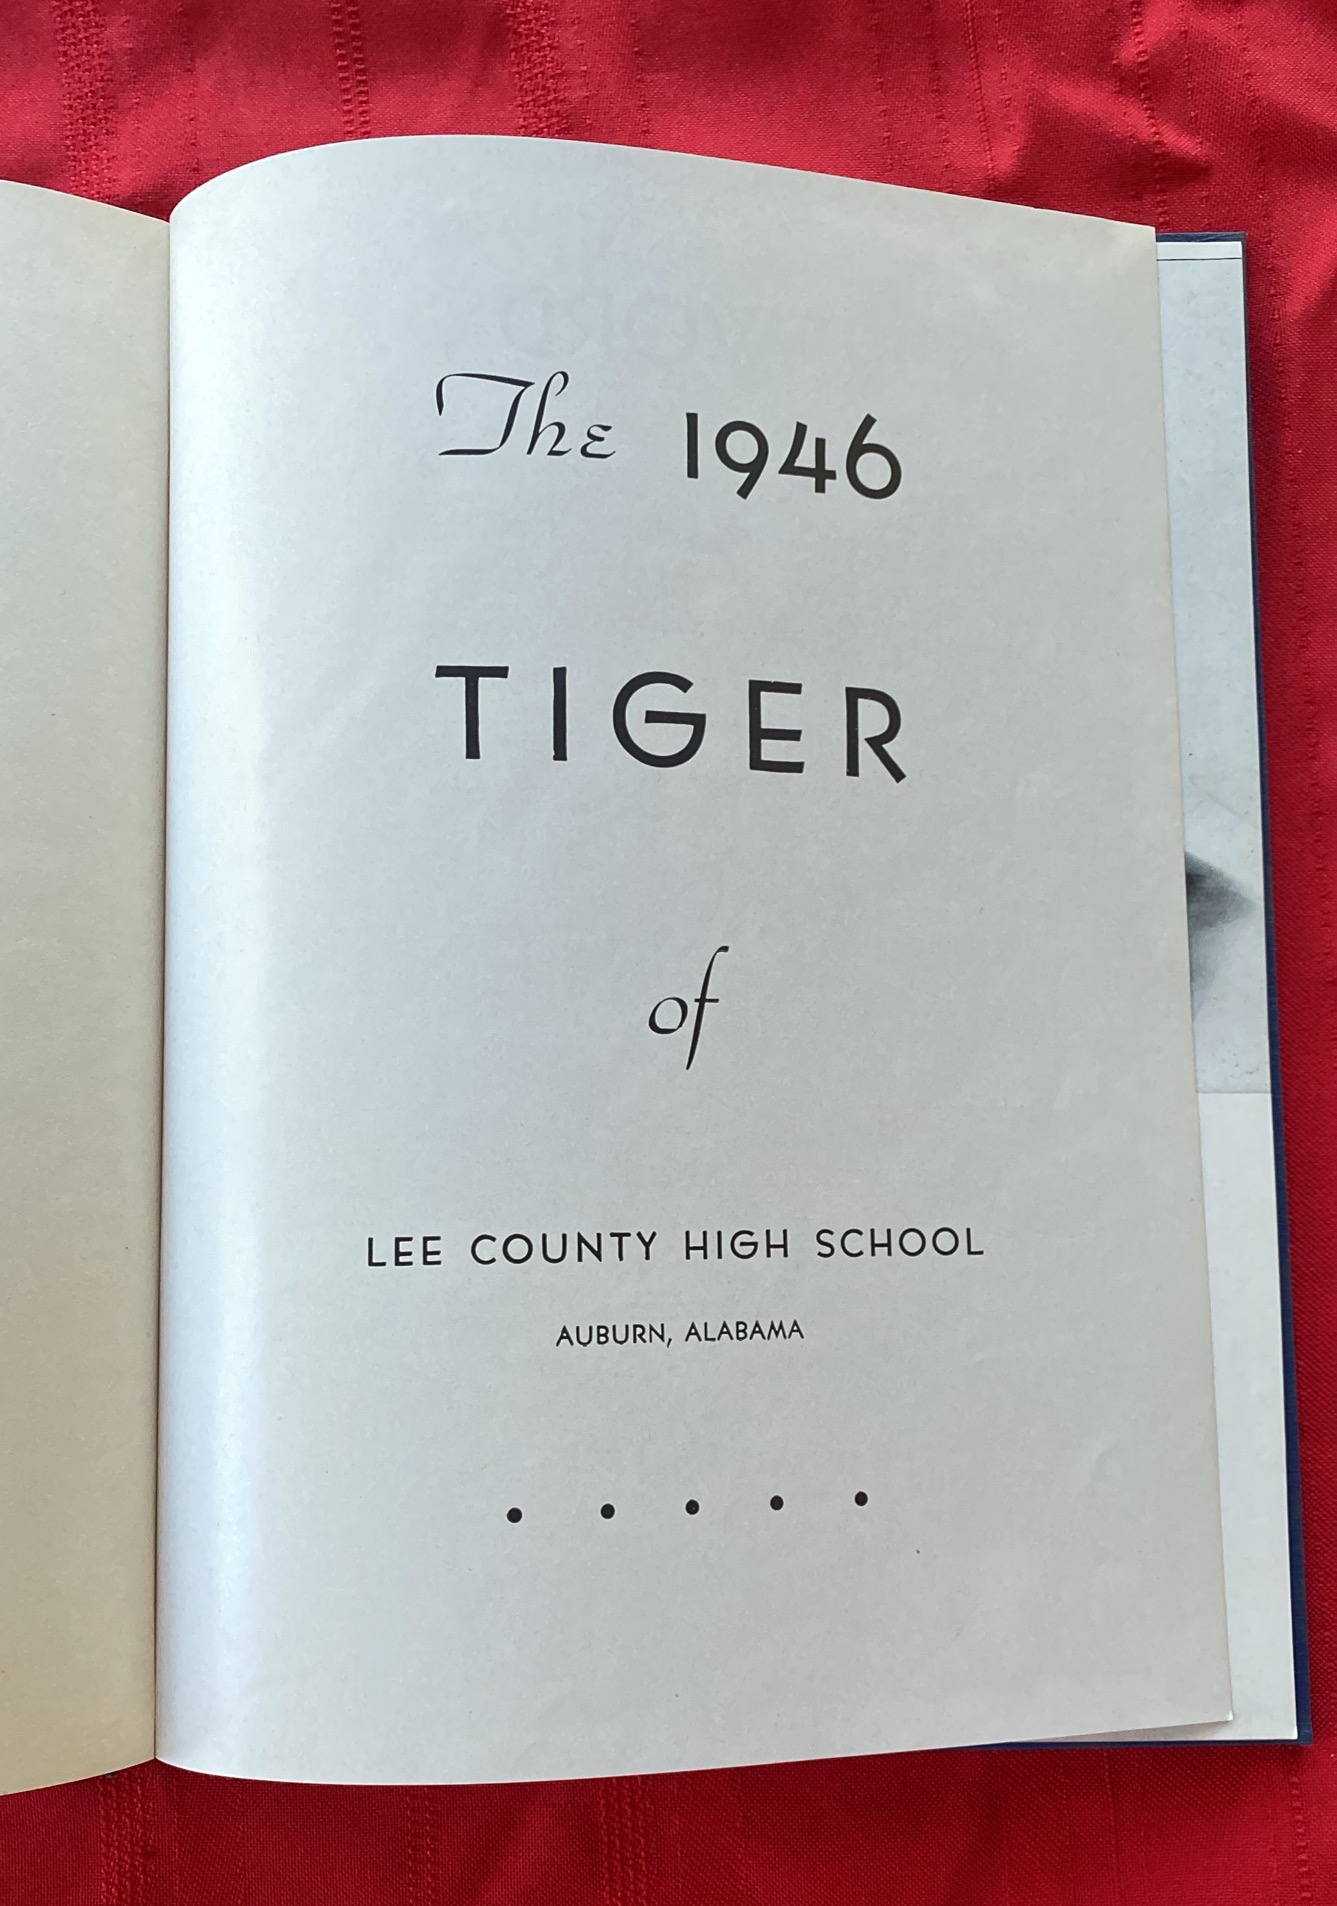 The 1946
TIGER
of
LEE COUNTY HIGH SCHOOL
AUBURN, ALABAMA